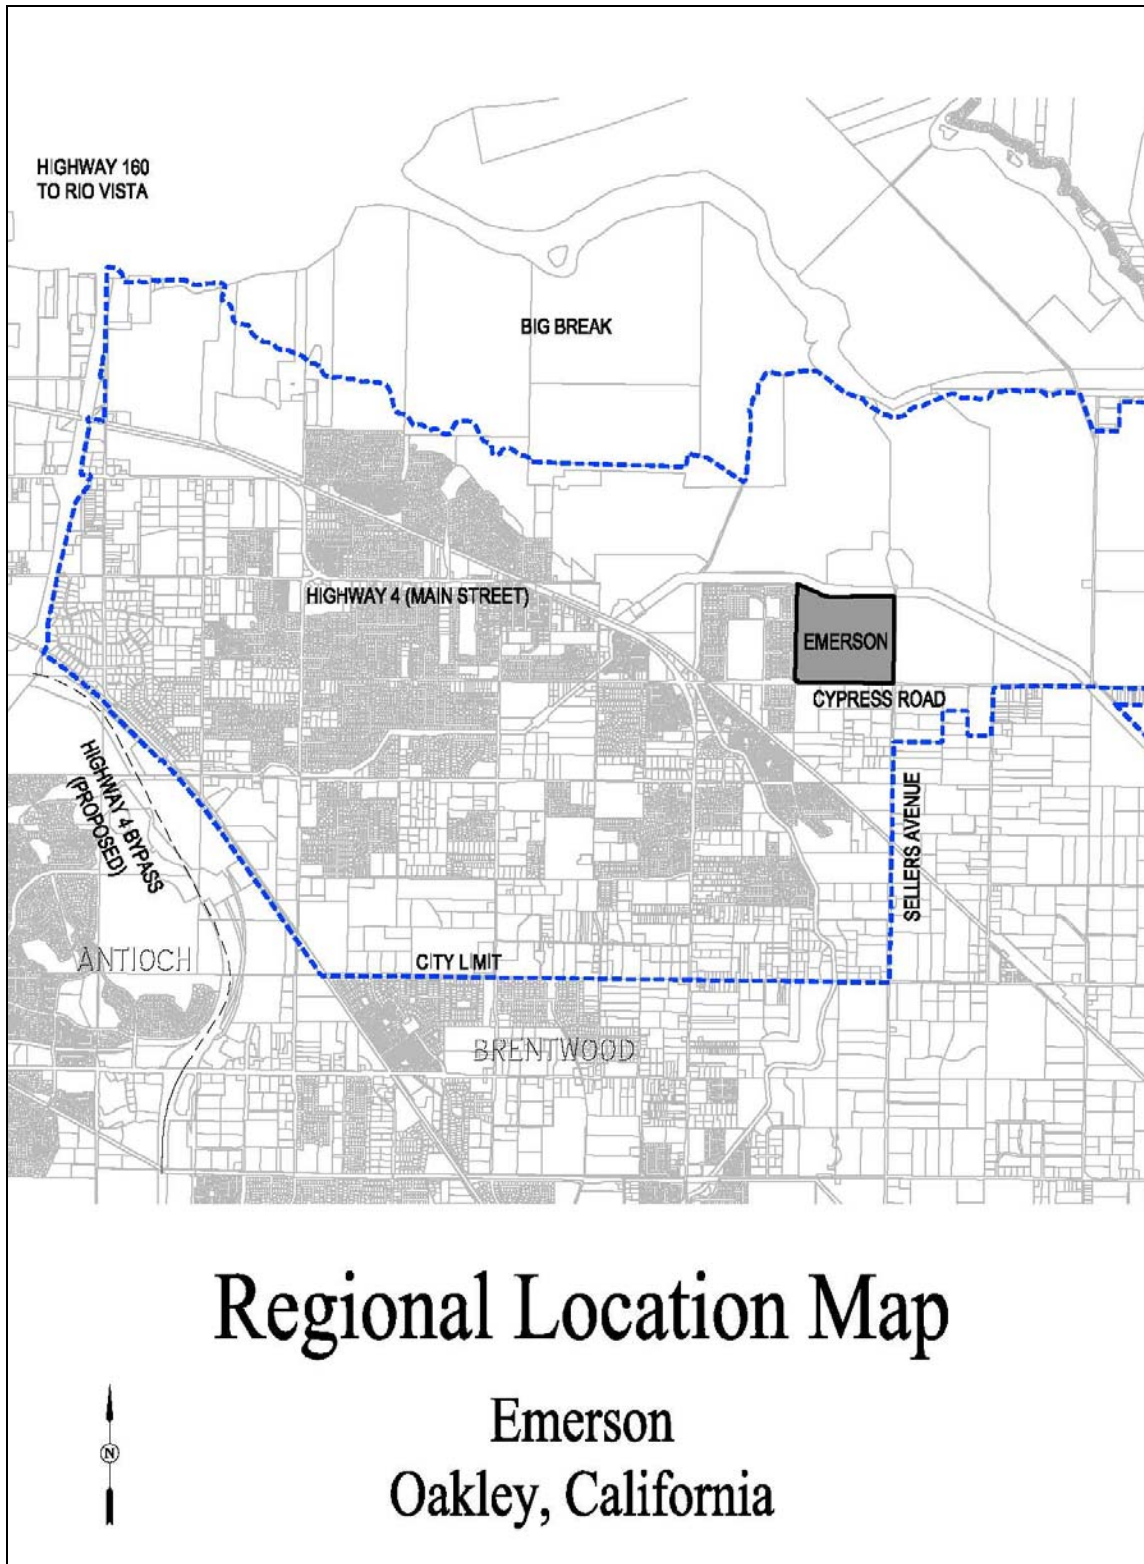 HIGHWAY 160
TO RIO VISTA
BIG BREAK
HIGHWAY 4 (MAIN STREET)
EMERSON
CYPRESS ROAD
HIGHWAY 4 BYPASS
(PROPOSED)
SELLERS AVENUE
ANTIOCH
CITY LIMIT
BRENTWOOD
Regional Location Map
N
Emerson
Oakley, California